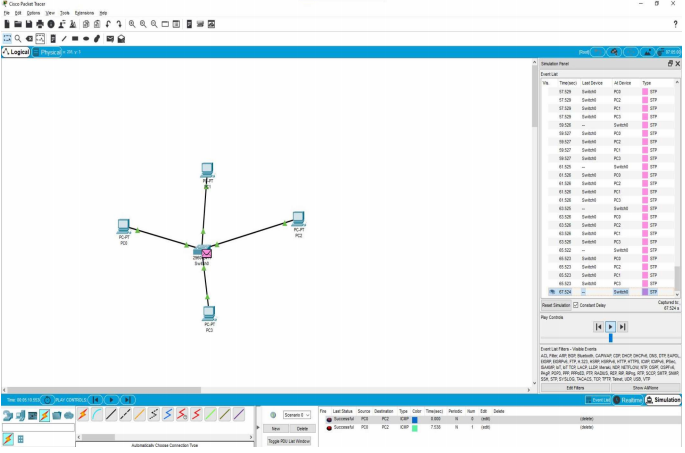 Cisco Packet Tracer
File Edit Options View Tools Extensions Help
Logical Physical
Simulation Panel
Event List
Vis. Time(sec) Last Device At Device Type
57.529 Switch0 PC0 STP
57.529 Switch0 PC2 STP
57.529 Switch0 PC1 STP
57.529 Switch0 PC3 STP
59.526 -- Switch0 STP
59.527 Switch0 PC0 STP
59.527 Switch0 PC2 STP
59.527 Switch0 PC1 STP
59.527 Switch0 PC3 STP
61.525 -- Switch0 STP
61.526 Switch0 PC0 STP
61.526 Switch0 PC2 STP
61.526 Switch0 PC1 STP
61.526 Switch0 PC3 STP
63.525 -- Switch0 STP
63.526 Switch0 PC0 STP
63.526 Switch0 PC2 STP
63.526 Switch0 PC1 STP
63.526 Switch0 PC3 STP
65.522 -- Switch0 STP
65.523 Switch0 PC0 STP
65.523 Switch0 PC2 STP
65.523 Switch0 PC1 STP
65.523 Switch0 PC3 STP
67.524 -- Switch0 STP
Reset Simulation Constant Delay
Captured to:
67.524 s
Play Controls
Event List Filters - Visible Events
ACL Filter, ARP, BGP, Bluetooth, CAPWAP, CDP, DHCP, DHCPv6, DNS, DTP, EAPOL,
EIGRP, EIGRPv6, FTP, H.323, HSRP, HSRPv6, HTTP, HTTPS, ICMP, ICMPv6, IPSec,
ISAKMP, IoT, IoT TCP, LACP, LLDP, Meraki, NDP, NETFLOW, NTP, OSPF, OSPFv6,
PAgP, POP3, PPP, PPPoED, PTP, RADIUS, REP, RIP, RIPng, RTP, SCCP, SMTP, SNMP,
SSH, STP, SYSLOG, TACACS, TCP, TFTP, Telnet, UDP, USB, VTP
Edit Filters Show All/None
PC-PT
PC1
PC-PT
PC0
PC-PT
PC2
Switch0
PC-PT
PC3
PLAY CONTROLS:
Event List Realtime Simulation
Scenario 0
New Delete
Toggle PDU List Window
Automatically Choose Connection Type
Fire Last Status Source Destination Type Color Time(sec) Periodic Num Edit Delete
Successful PC0 PC2 ICMP 0.000 N 0 (edit) (delete)
Successful PC0 PC2 ICMP 7.538 N 1 (edit) (delete)